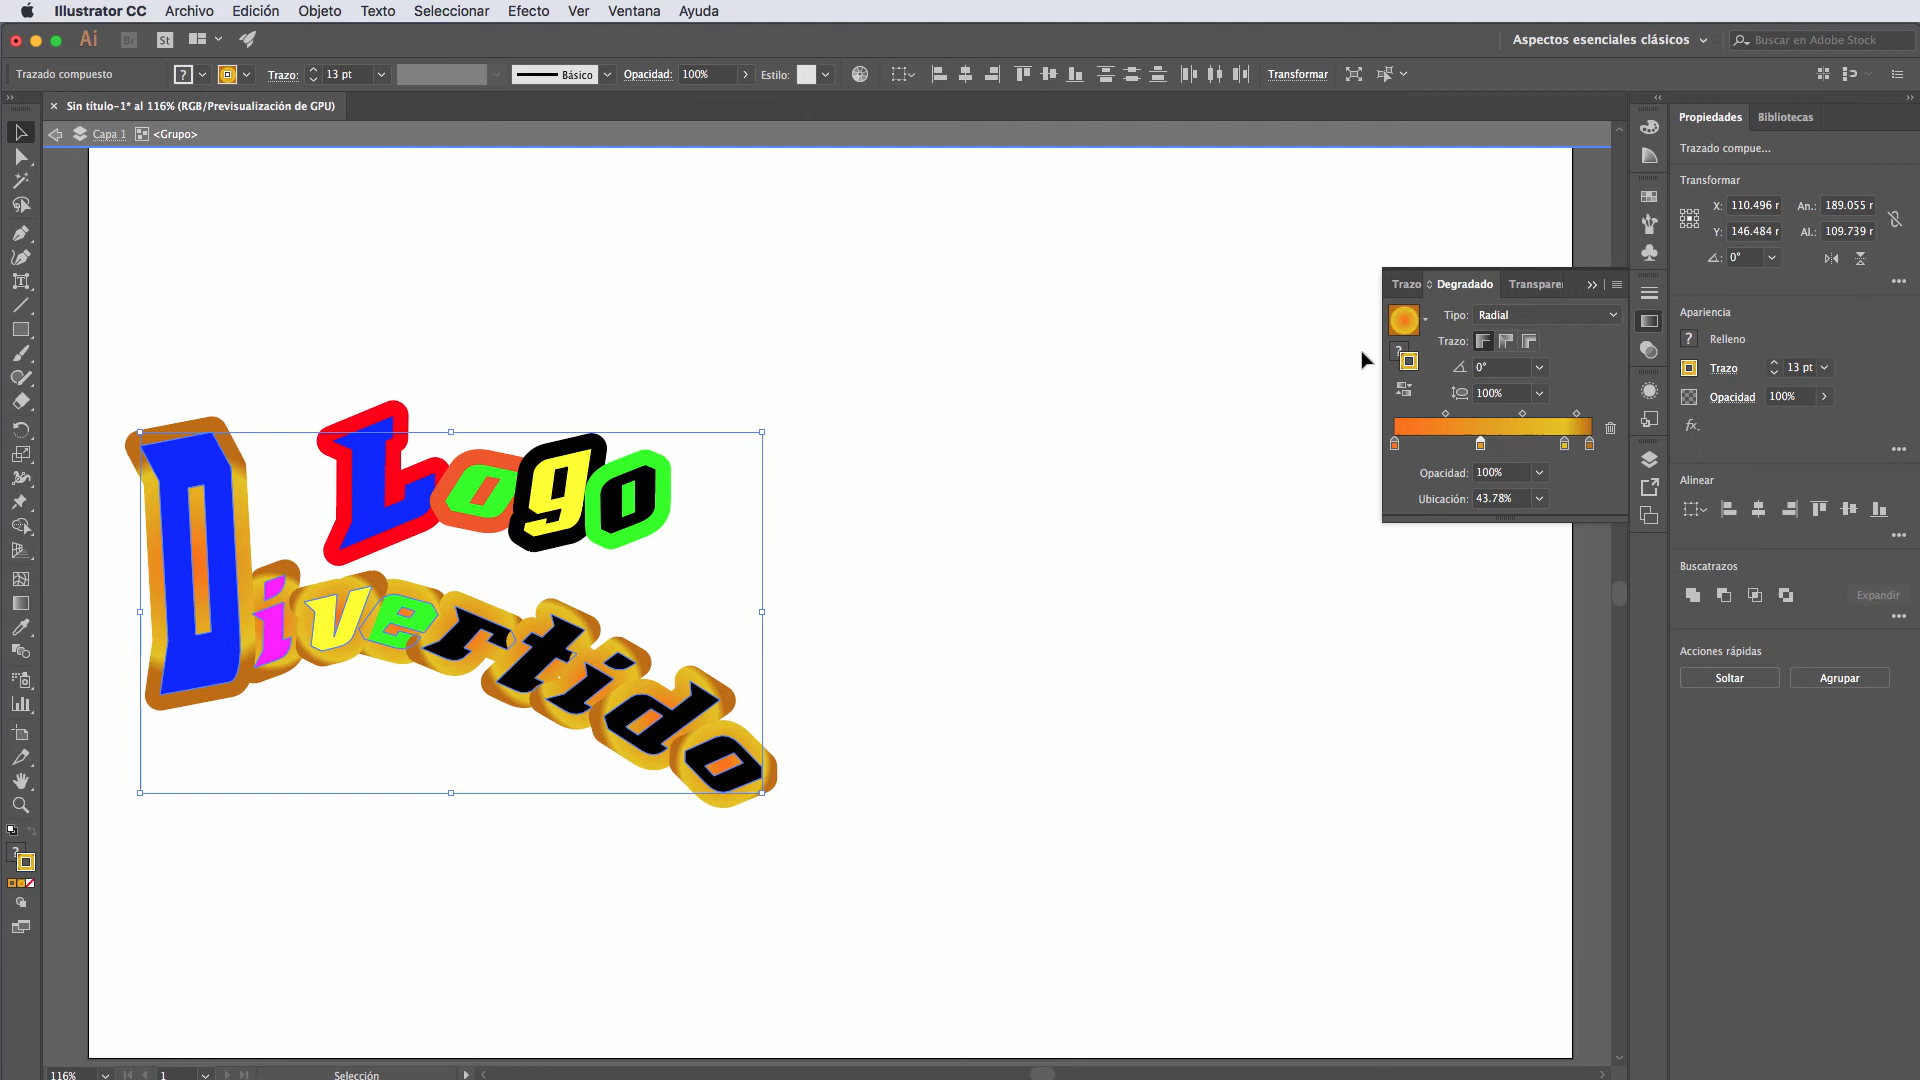 Illustrator CC Archivo Edición Objeto Texto Seleccionar Efecto Ver Ventana Ayuda
Ai Br St Aspectos esenciales clásicos Buscar en Adobe Stock
Trazado compuesto ? Trazo: 13 pt Básico Opacidad: 100% Estilo: Transformar
× Sin título-1* al 116% (RGB/Previsualización de GPU)
Capa 1 <Grupo>
Propiedades Bibliotecas
Trazado compue...
Transformar
X: 110.496 r An.: 189.055 r
Y: 146.484 r Al.: 109.739 r
0°
Apariencia
? Relleno
Trazo 13 pt
Opacidad 100%
fx.
Alinear
Buscatrazos
Expandir
Acciones rápidas
Soltar Agrupar
Trazo Degradado Transparer
Tipo: Radial
Trazo:
?
0°
100%
Opacidad: 100%
Ubicación: 43.78%
Logo
Divertido
?
116% 1 Selección